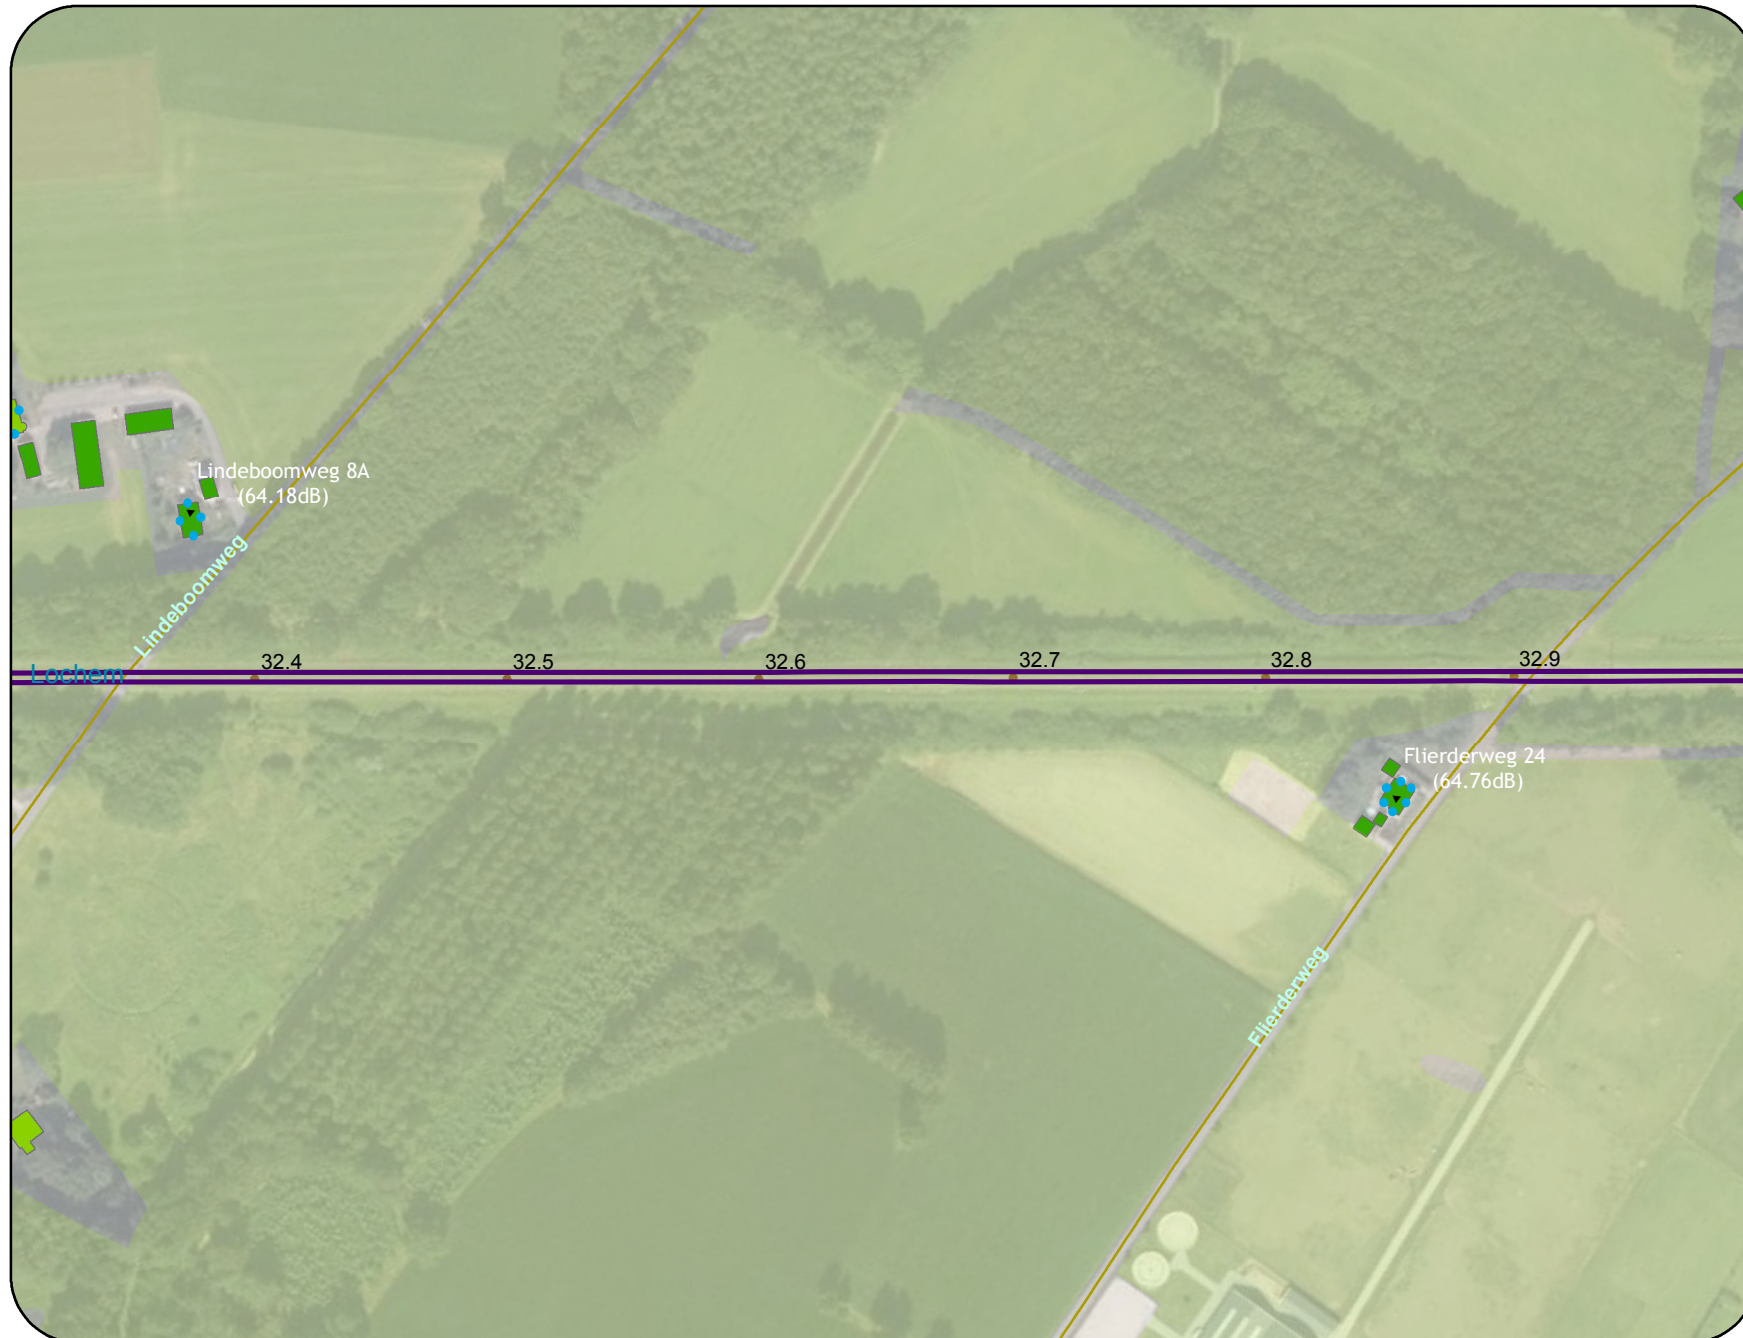 Lindeboomweg 8A
(64.18dB)
Lindeboomweg
Lochem
32.4
32.5
32.6
32.7
32.8
32.9
Flierderweg 24
(64.76dB)
Flierderweg